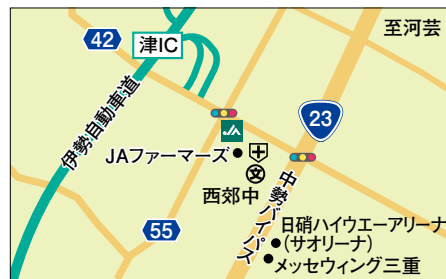 42
津IC
至河芸
伊勢自動車道
23
JA
JAファーマーズ
西郊中
中勢バイパス
55
日硝ハイウエーアリーナ
(サオリーナ)
メッセウィング三重